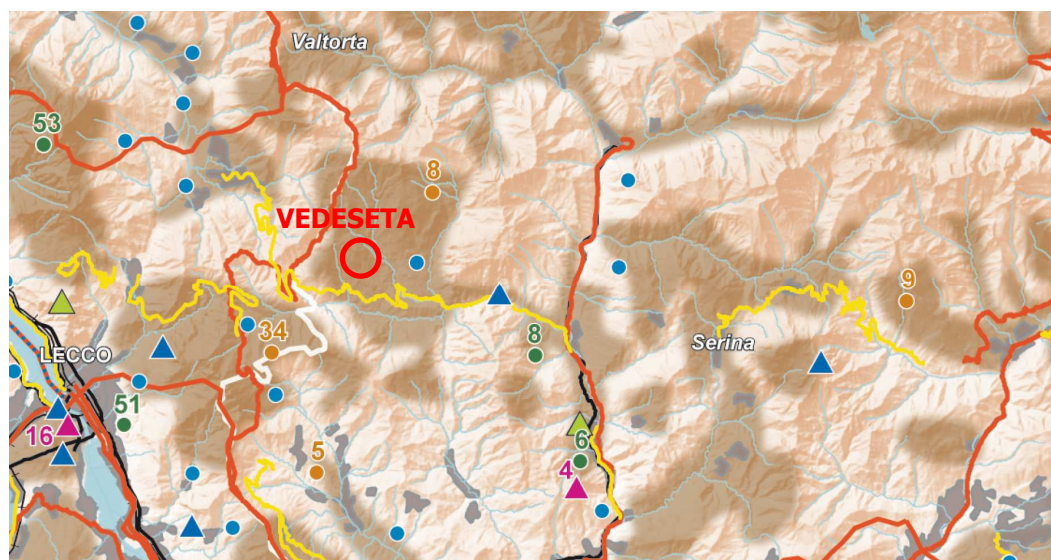 Valtorta
53
8
VEDESETA
9
34
8
Serina
LECCO
51
16
5
6
4